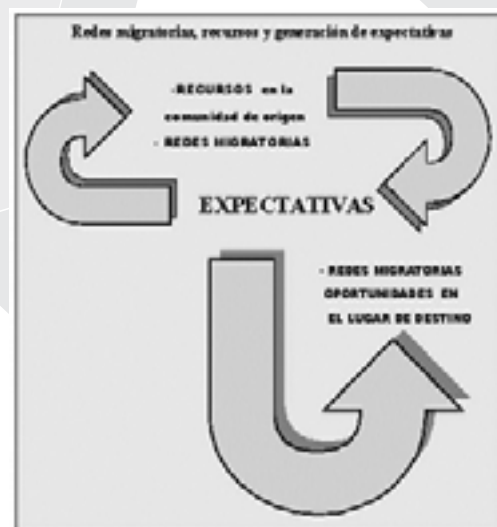 Redes migratorias, recursos y generación de expectativas
-RECURSOS en la
comunidad de origen
- REDES MIGRATORIAS
EXPECTATIVAS
- REDES MIGRATORIAS
OPORTUNIDADES EN
EL LUGAR DE DESTINO